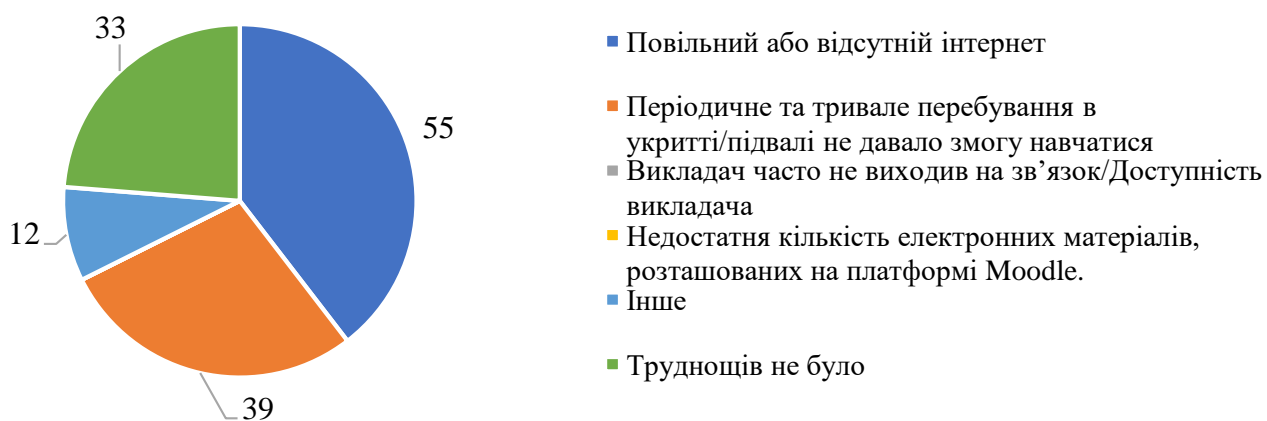 33
55
12
39
Повільний або відсутній інтернет
Періодичне та тривале перебування в
укритті/підвалі не давало змогу навчатися
Викладач часто не виходив на зв’язок/Доступність
викладача
Недостатня кількість електронних матеріалів,
розташованих на платформі Moodle.
Інше
Труднощів не було